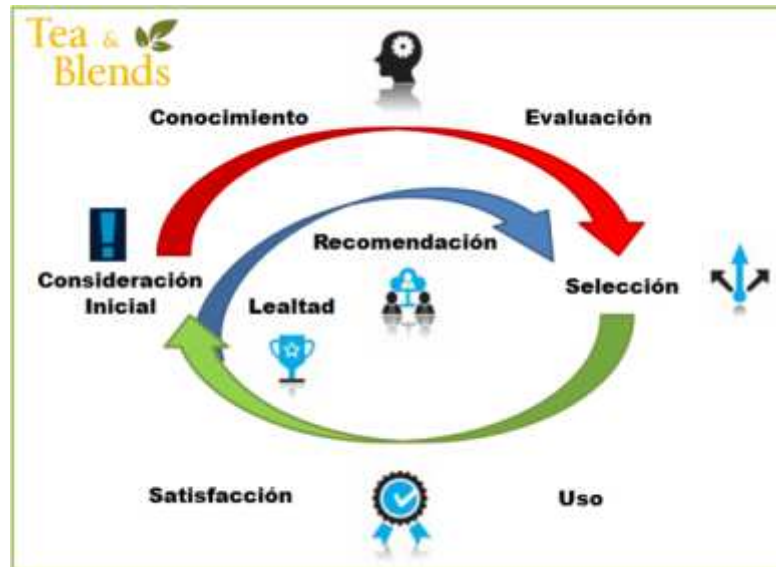 Tea &
Blends
Conocimiento
Evaluación
Recomendación
Consideración
Inicial
Lealtad
Selección
Satisfacción
Uso